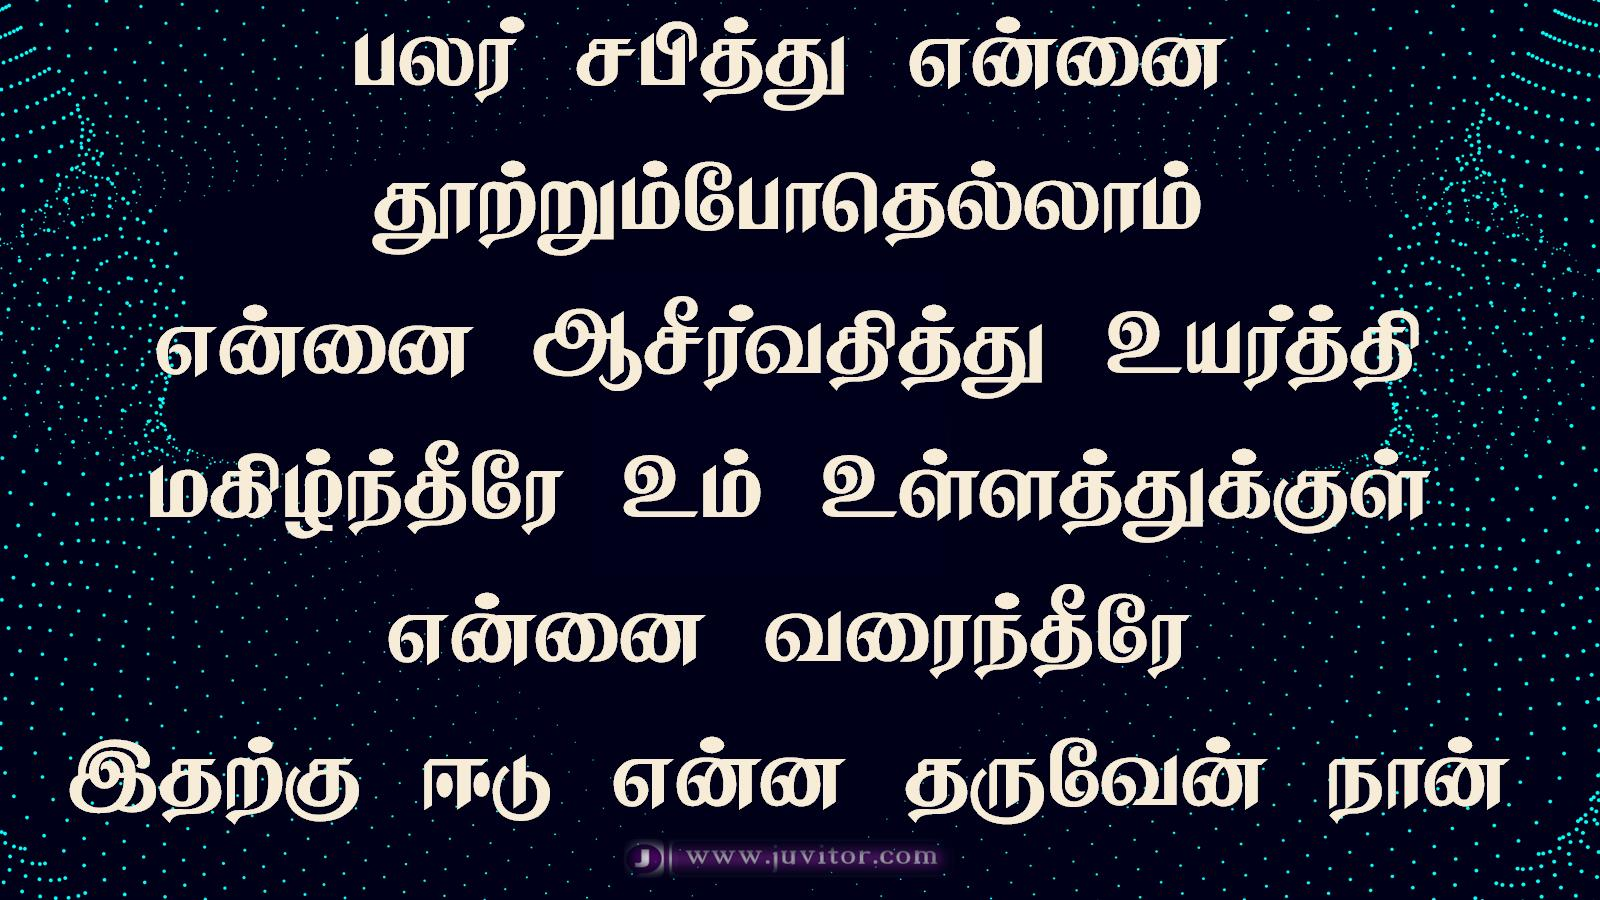 பலர் சபித்து என்னை
தூற்றும்போதெல்லாம்
என்னை ஆசீர்வதித்து உயர்த்தி
மகிழ்ந்தீரே உம் உள்ளத்துக்குள்
என்னை வரைந்தீரே
இதற்கு ஈடு என்ன தருவேன் நான்
J www.juvitor.com